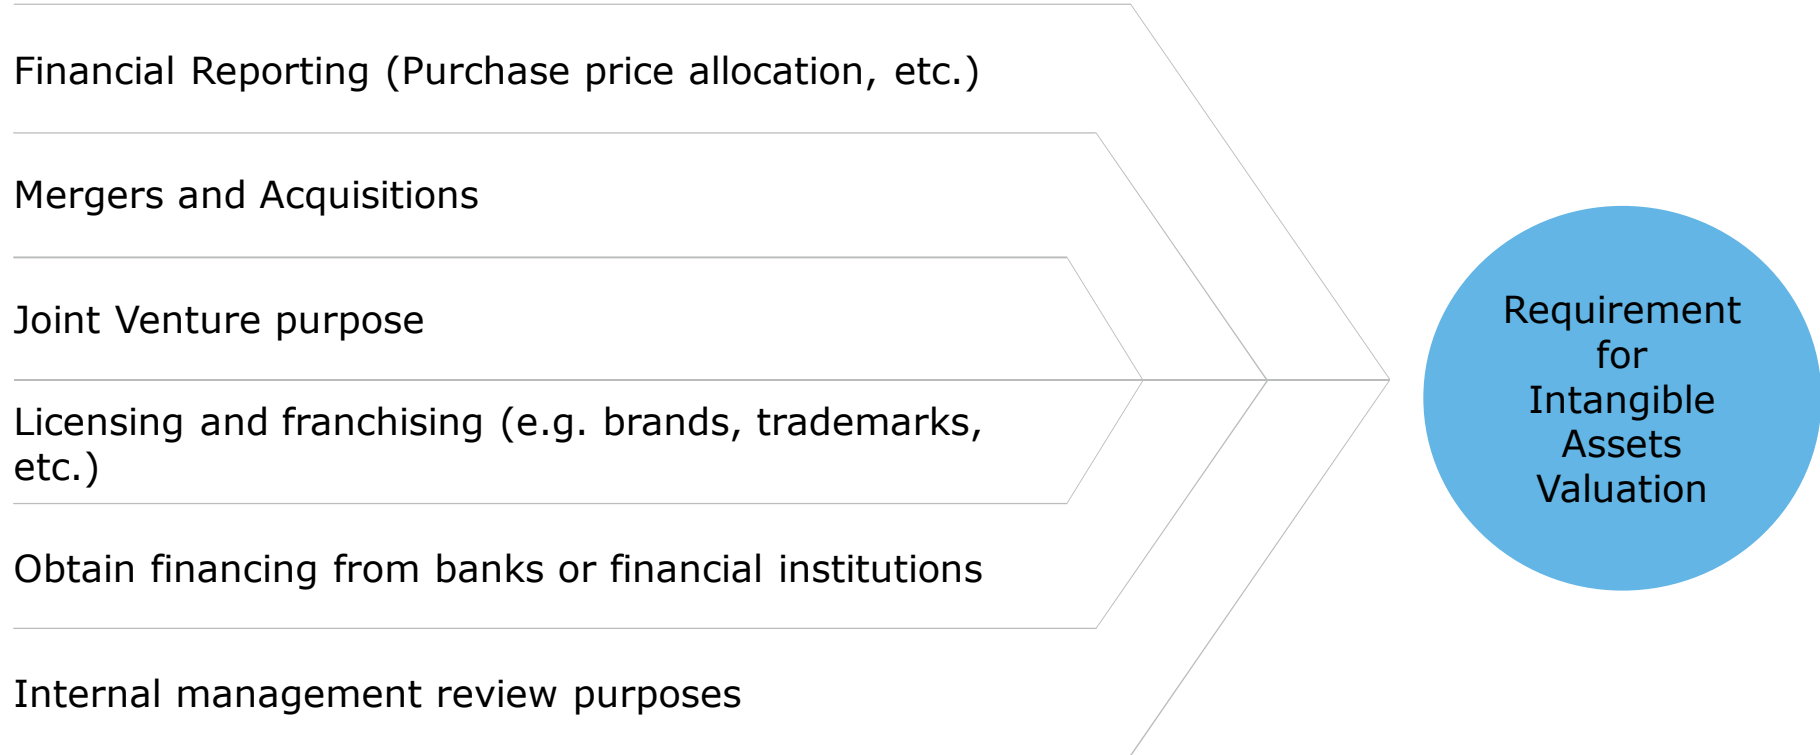 Financial Reporting (Purchase price allocation, etc.)
Mergers and Acquisitions
Joint Venture purpose
Licensing and franchising (e.g. brands, trademarks,
etc.)
Obtain financing from banks or financial institutions
Internal management review purposes
Requirement
for
Intangible
Assets
Valuation